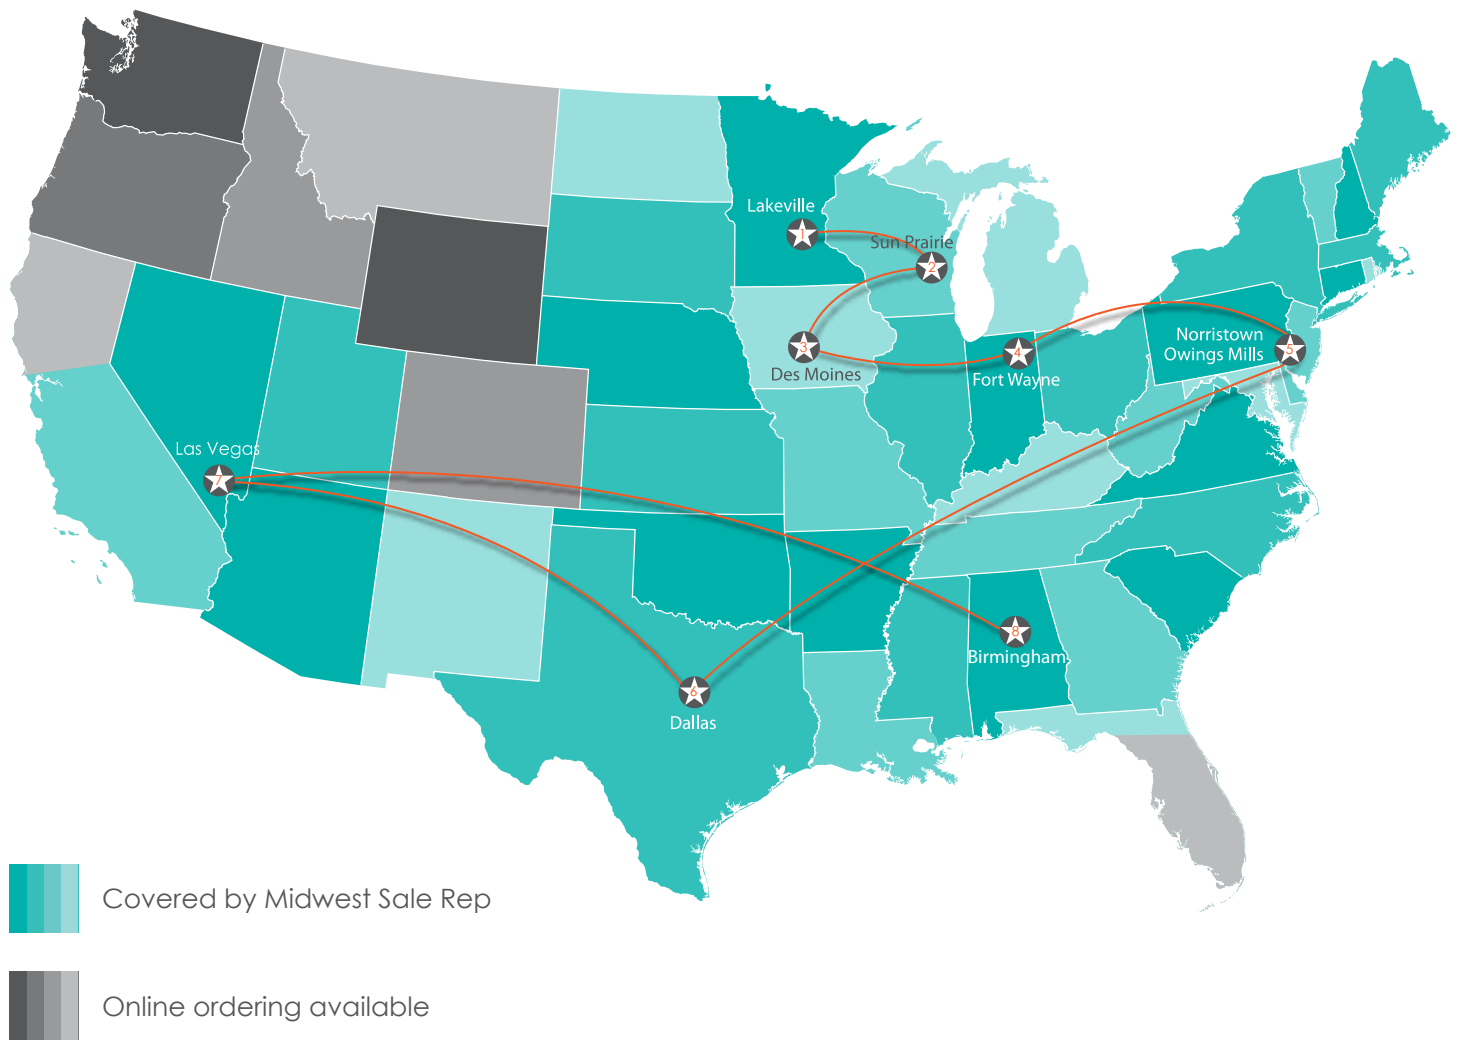 Lakeville
1
Sun Prairie
2
3
Des Moines
4
Fort Wayne
Norristown
Owings Mills
5
Las Vegas
7
8
Birmingham
6
Dallas
Covered by Midwest Sale Rep
Online ordering available